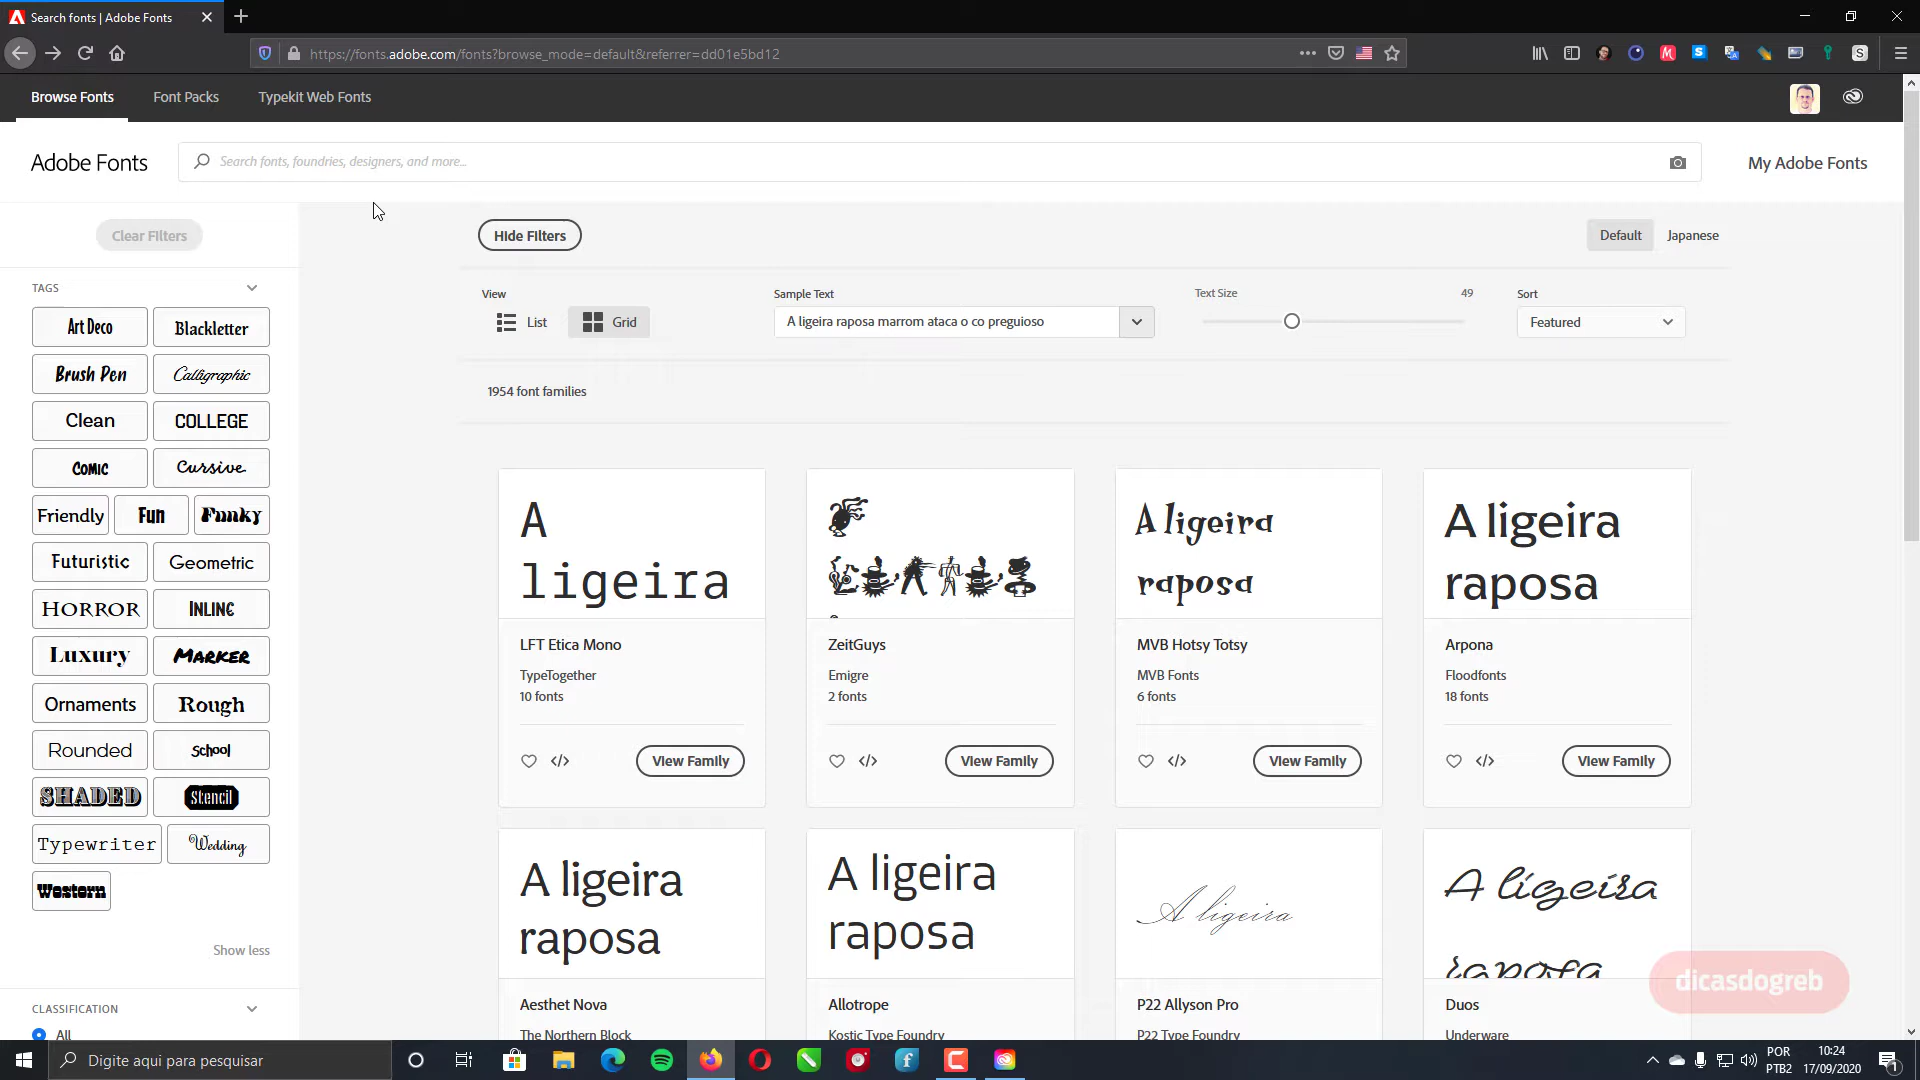 Search fonts | Adobe Fonts
https://fonts.adobe.com/fonts?browse_mode=default&referrer=dd01e5bd12
Browse Fonts
Font Packs
Typekit Web Fonts
Adobe Fonts
Search fonts, foundries, designers, and more...
My Adobe Fonts
Clear Filters
Hide Filters
Default
Japanese
TAGS
View
Sample Text
Text Size
49
Sort
List
Grid
A ligeira raposa marrom ataca o co preguioso
Featured
1954 font families
Art Deco
Blackletter
Brush Pen
Calligraphic
Clean
COLLEGE
Comic
Cursive
Friendly
Fun
Funky
Futuristic
Geometric
HORROR
INLINE
Luxury
MARKER
Ornaments
Rough
Rounded
School
SHADED
Stencil
Typewriter
Wedding
Western
Show less
CLASSIFICATION
All
A
ligeira
LFT Etica Mono
TypeTogether
10 fonts
View Family
ZeitGuys
Emigre
2 fonts
View Family
A ligeira
raposa
MVB Hotsy Totsy
MVB Fonts
6 fonts
View Family
A ligeira
raposa
Arpona
Floodfonts
18 fonts
View Family
A ligeira
raposa
Aesthet Nova
The Northern Block
A ligeira
raposa
Allotrope
Kostic Type Foundry
A ligeira
P22 Allyson Pro
P22 Type Foundry
A ligeira
raposa
Duos
Underware
dicasdogreb
Digite aqui para pesquisar
POR
PTB2
10:24
17/09/2020
1